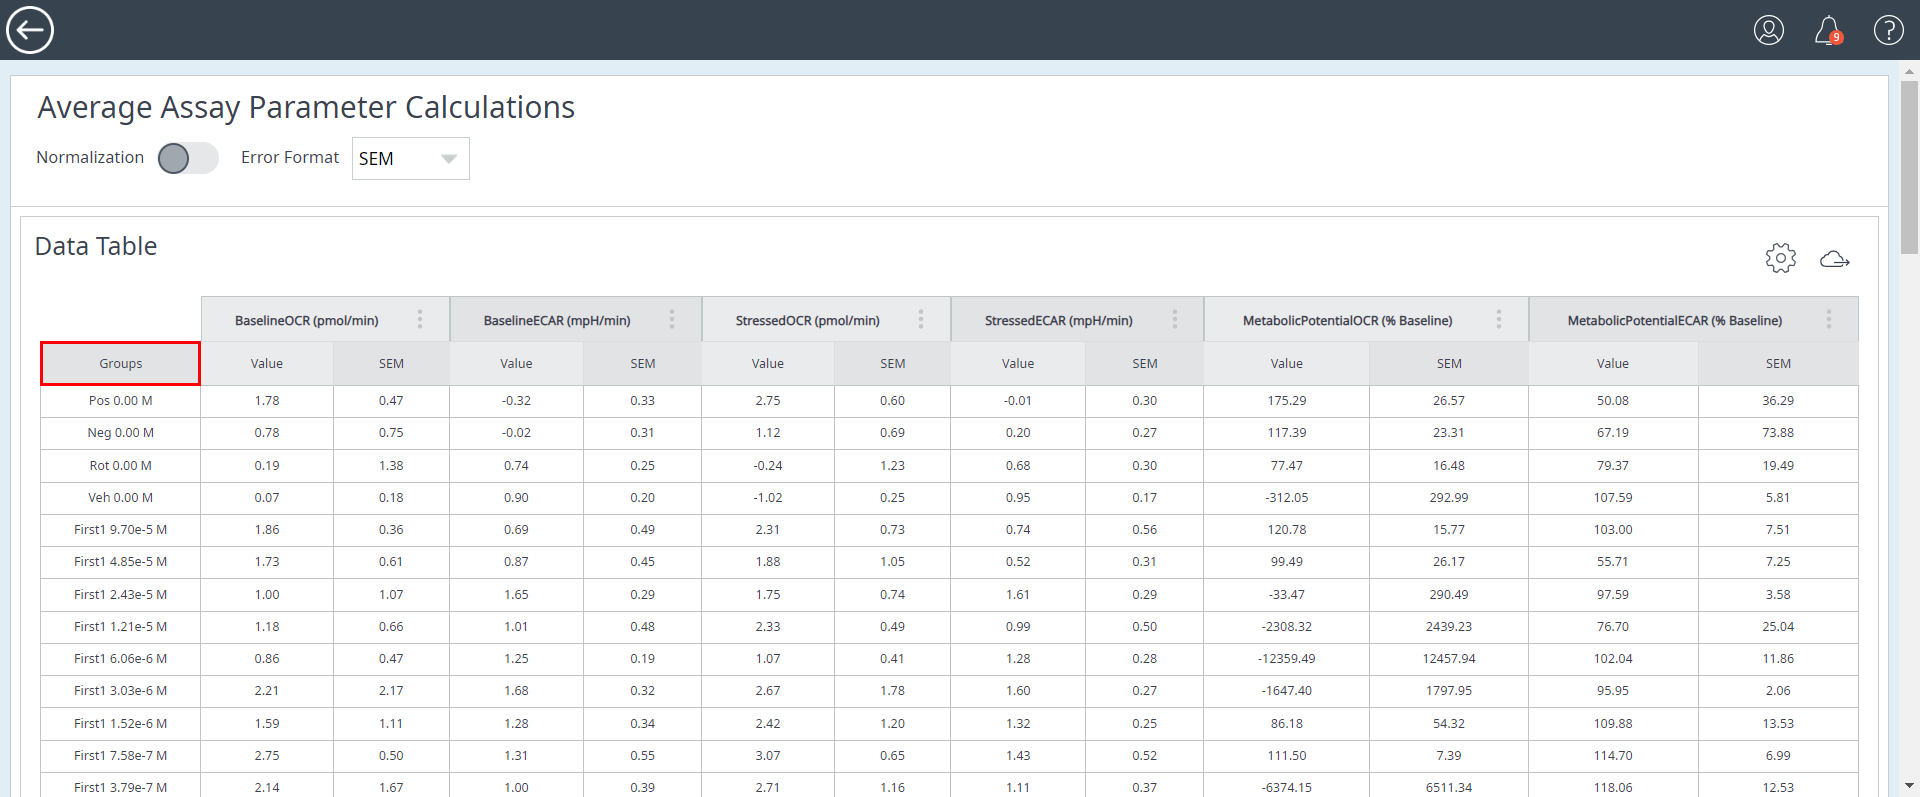 9
?
Average Assay Parameter Calculations
Normalization Error Format SEM
Data Table
BaselineOCR (pmol/min) BaselineECAR (mpH/min) StressedOCR (pmol/min) StressedECAR (mpH/min) MetabolicPotentialOCR (% Baseline) MetabolicPotentialECAR (% Baseline)
Groups Value SEM Value SEM Value SEM Value SEM Value SEM Value SEM
Pos 0.00 M 1.78 0.47 -0.32 0.33 2.75 0.60 -0.01 0.30 175.29 26.57 50.08 36.29
Neg 0.00 M 0.78 0.75 -0.02 0.31 1.12 0.69 0.20 0.27 117.39 23.31 67.19 73.88
Rot 0.00 M 0.19 1.38 0.74 0.25 -0.24 1.23 0.68 0.30 77.47 16.48 79.37 19.49
Veh 0.00 M 0.07 0.18 0.90 0.20 -1.02 0.25 0.95 0.17 -312.05 292.99 107.59 5.81
First1 9.70e-5 M 1.86 0.36 0.69 0.49 2.31 0.73 0.74 0.56 120.78 15.77 103.00 7.51
First1 4.85e-5 M 1.73 0.61 0.87 0.45 1.88 1.05 0.52 0.31 99.49 26.17 55.71 7.25
First1 2.43e-5 M 1.00 1.07 1.65 0.29 1.75 0.74 1.61 0.29 -33.47 290.49 97.59 3.58
First1 1.21e-5 M 1.18 0.66 1.01 0.48 2.33 0.49 0.99 0.50 -2308.32 2439.23 76.70 25.04
First1 6.06e-6 M 0.86 0.47 1.25 0.19 1.07 0.41 1.28 0.28 -12359.49 12457.94 102.04 11.86
First1 3.03e-6 M 2.21 2.17 1.68 0.32 2.67 1.78 1.60 0.27 -1647.40 1797.95 95.95 2.06
First1 1.52e-6 M 1.59 1.11 1.28 0.34 2.42 1.20 1.32 0.25 86.18 54.32 109.88 13.53
First1 7.58e-7 M 2.75 0.50 1.31 0.55 3.07 0.65 1.43 0.52 111.50 7.39 114.70 6.99
First1 3.79e-7 M 2.14 1.67 1.00 0.39 2.71 1.16 1.11 0.37 -6374.15 6511.34 118.06 12.53